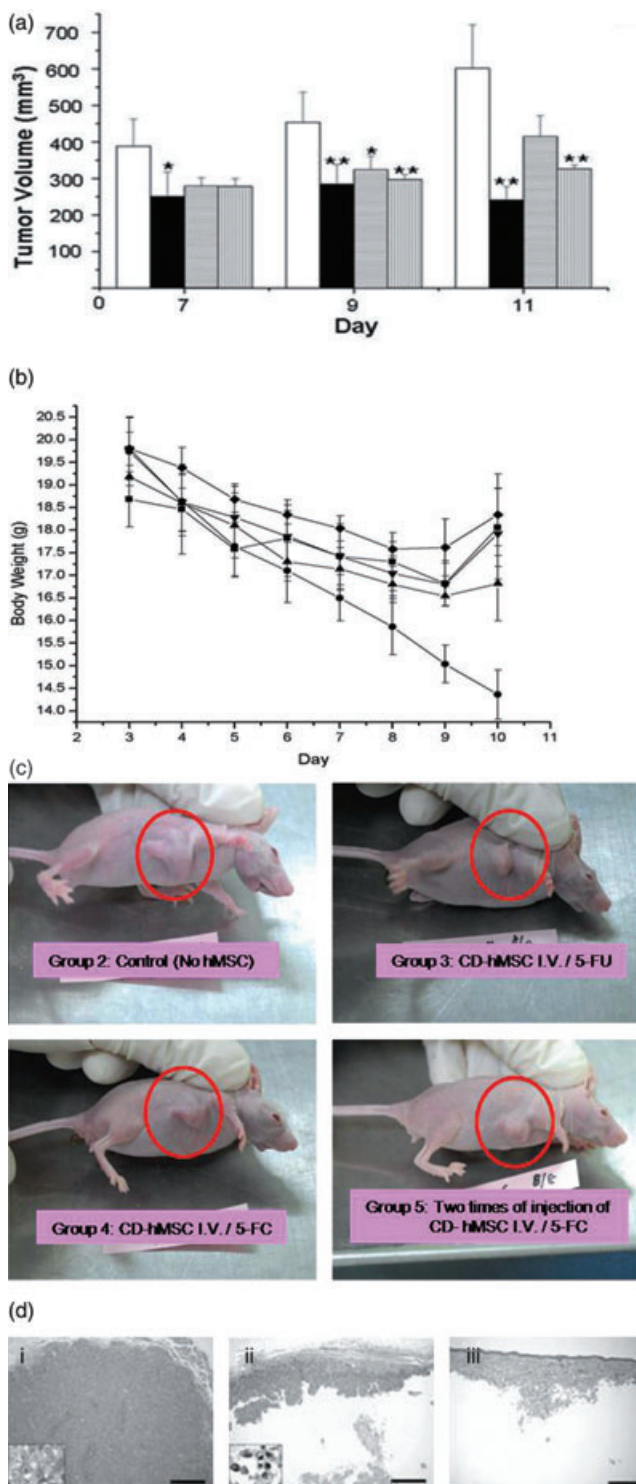 (a)
Tumor Volume (mm³)
700
600
500
400
300
200
100
0
*
**
*
**
**
**
7
9
11
Day
(b)
Body Weight (g)
20.5
20.0
19.5
19.0
18.5
18.0
17.5
17.0
16.5
16.0
15.5
15.0
14.5
14.0
2
3
4
5
6
7
8
9
10
11
Day
(c)
Group 2: Control (No hMSC)
Group 3: CD-hMSC I.V. / 5-FU
Group 4: CD-hMSC I.V. / 5-FC
Group 5: Two times of injection of
CD- hMSC I.V. / 5-FC
(d)
i
ii
iii